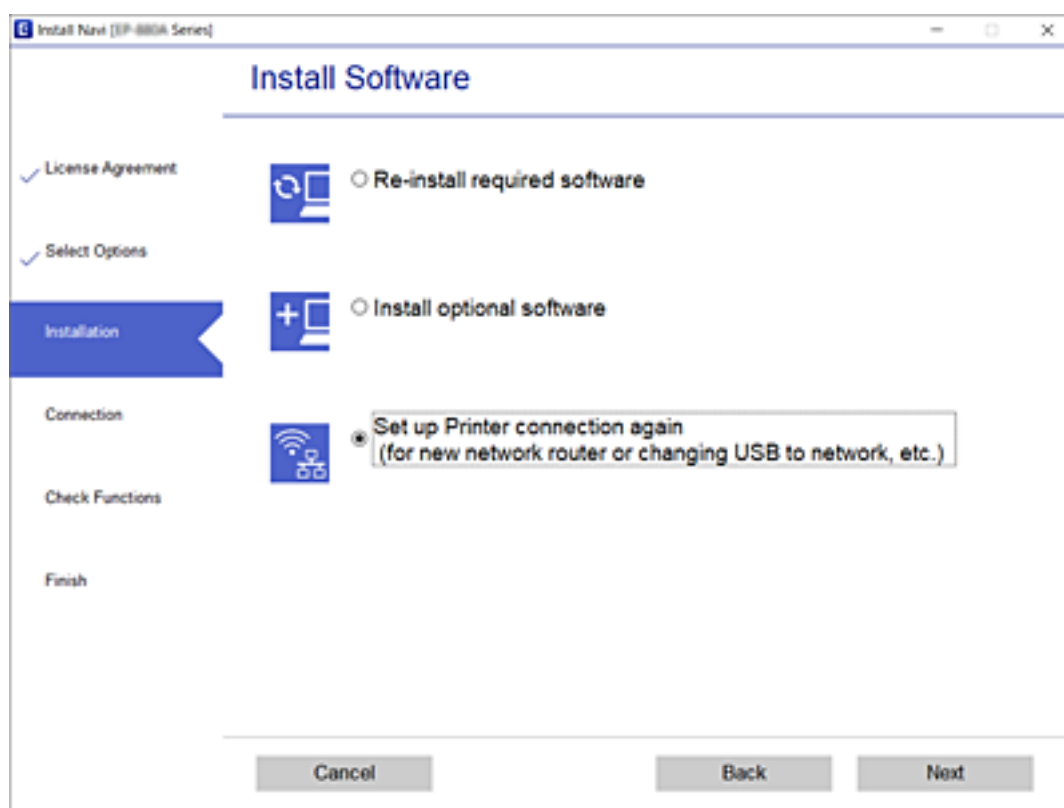 Install Navi [EP-880A Series]
Install Software
License Agreement
Select Options
Installation
Connection
Check Functions
Finish
Re-install required software
Install optional software
Set up Printer connection again
(for new network router or changing USB to network, etc.)
Cancel
Back
Next